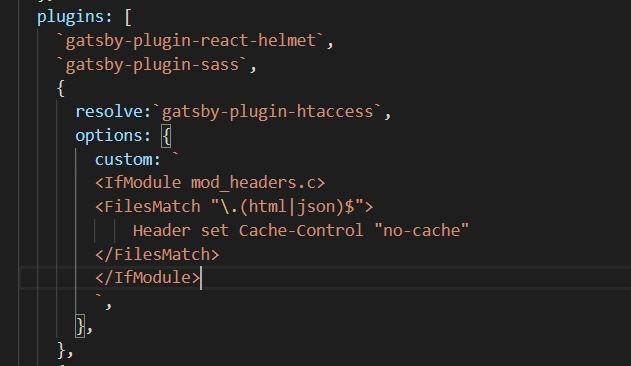 plugins: [
`gatsby-plugin-react-helmet`,
`gatsby-plugin-sass`,
{
resolve:`gatsby-plugin-htaccess`,
options: {
custom: `
<IfModule mod_headers.c>
<FilesMatch "\.(html|json)$">
Header set Cache-Control "no-cache"
</FilesMatch>
</IfModule>
`,
},
},